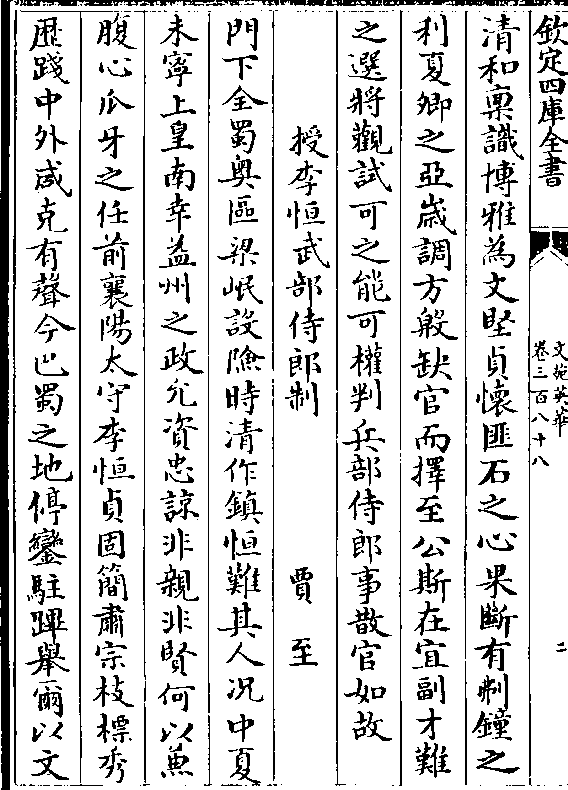 欽定四庫全書
文苑英華
卷三百八十八
二
清和稟識博雅為文堅貞懷匪石之心果斷有制鐘之
利夏卿之亞歲調方殷缺官而擇至公斯在宜副才難
之選將觀試可之能可權判兵部侍郎事散官如故
授李恒武部侍郎制　賈至
門下全蜀奥區梁岷設險時清作鎮恒難其人况中夏
未寧上皇南幸益州之政允資忠諒非親非賢何以兼
腹心瓜牙之任前襄陽太守李恒貞固簡肅宗枝標秀
歴踐中外咸克有聲今巴蜀之地停鑾駐蹕舉爾以文